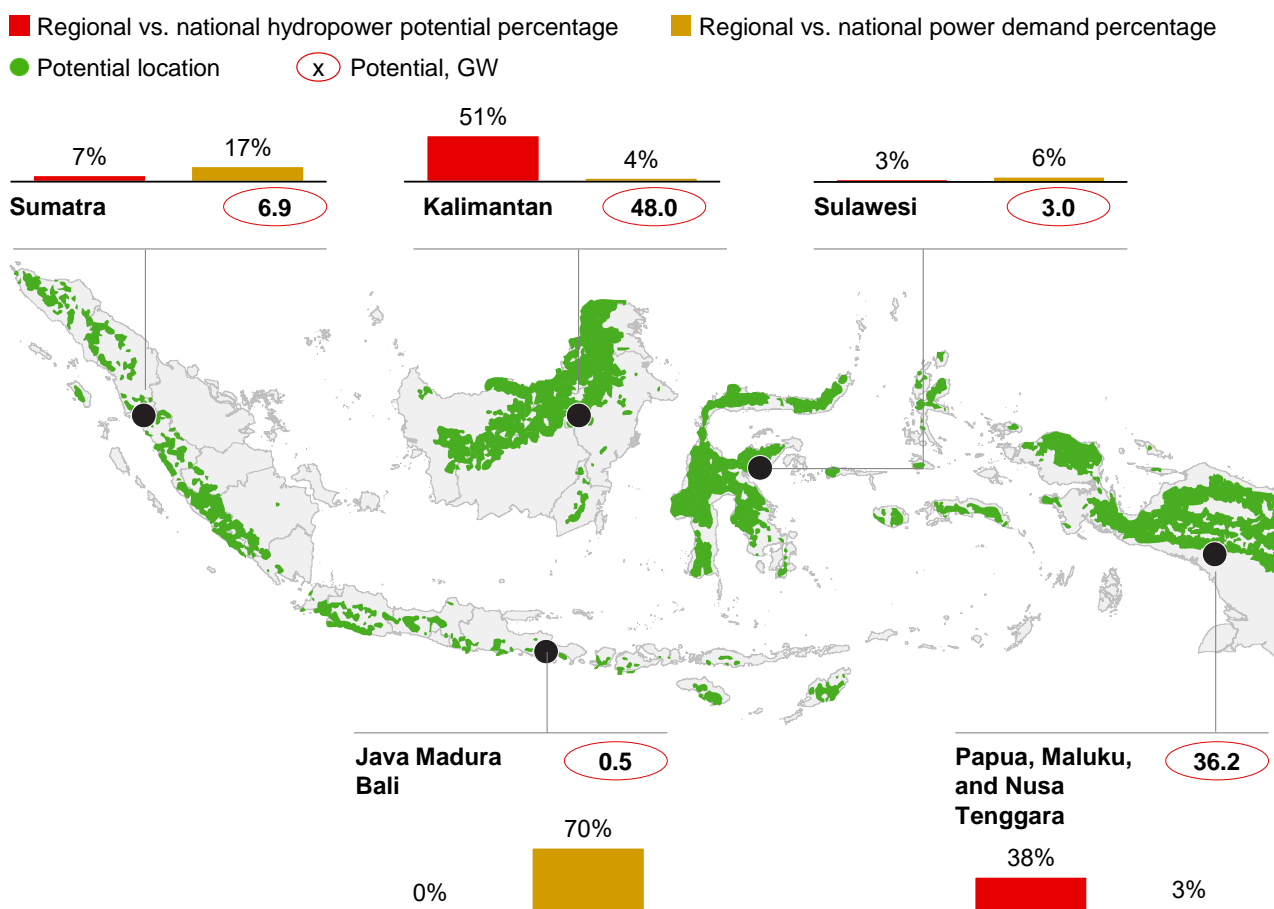 Regional vs. national hydropower potential percentage
Regional vs. national power demand percentage
Potential location
x
Potential, GW
7%
17%
Sumatra
6.9
51%
4%
Kalimantan
48.0
3%
6%
Sulawesi
3.0
Java Madura
Bali
0.5
0%
70%
Papua, Maluku,
and Nusa
Tenggara
36.2
38%
3%